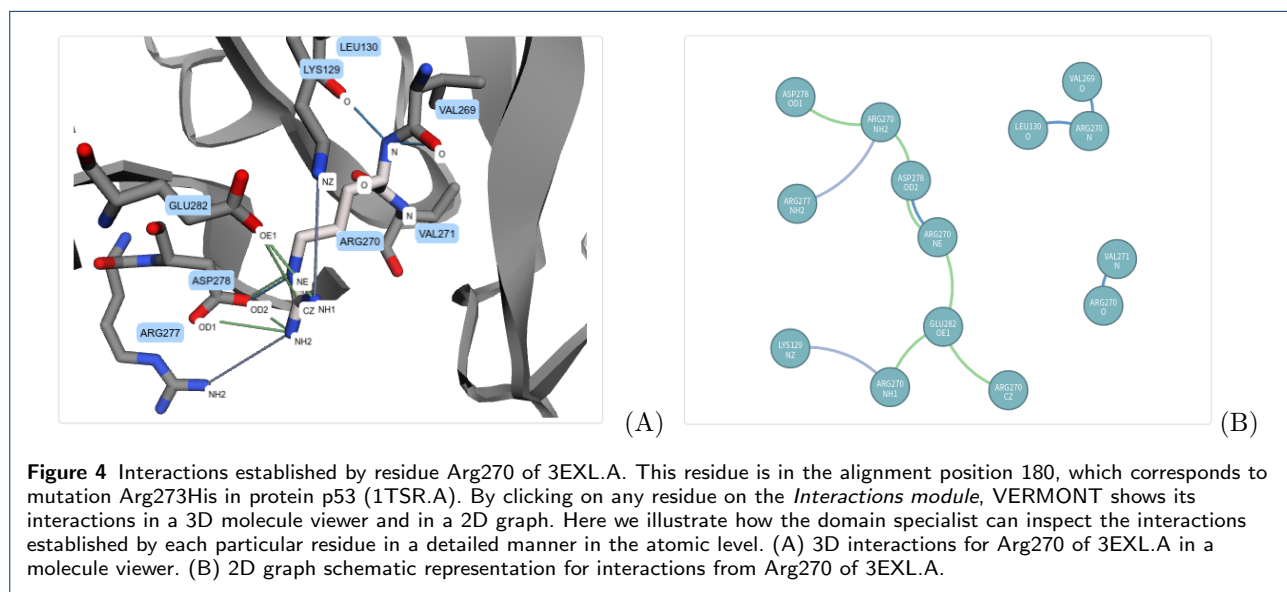 LEU130
LYS129
O
VAL269
N
O
NZ
O
GLU282
N
OE1
ARG270
VAL271
ASP278
NE
OD2
CZ
NH1
OD1
ARG277
NH2
NH2
(A)
VAL269
O
ASP278
OD1
ARG270
NH2
LEU130
O
ARG270
N
ASP278
OD2
ARG277
NH2
ARG270
NE
VAL271
N
ARG270
O
GLU282
OE1
LYS129
NZ
ARG270
NH1
ARG270
CZ
(B)
Figure 4 Interactions established by residue Arg270 of 3EXL.A. This residue is in the alignment position 180, which corresponds to
mutation Arg273His in protein p53 (1TSR.A). By clicking on any residue on the Interactions module, VERMONT shows its
interactions in a 3D molecule viewer and in a 2D graph. Here we illustrate how the domain specialist can inspect the interactions
established by each particular residue in a detailed manner in the atomic level. (A) 3D interactions for Arg270 of 3EXL.A in a
molecule viewer. (B) 2D graph schematic representation for interactions from Arg270 of 3EXL.A.